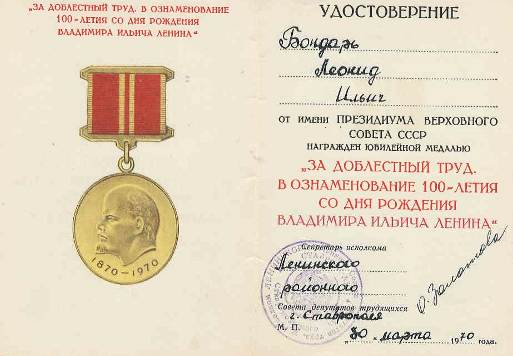 „ЗА ДОБЛЕСТНЫЙ ТРУД. В ОЗНАМЕНОВАНИЕ
100-ЛЕТИЯ СО ДНЯ РОЖДЕНИЯ
ВЛАДИМИРА ИЛЬИЧА ЛЕНИНА“
1870–1970
УДОСТОВЕРЕНИЕ
Бондарь
Леонид
Ильич
ОТ ИМЕНИ ПРЕЗИДИУМА ВЕРХОВНОГО
СОВЕТА СССР
НАГРАЖДЕН ЮБИЛЕЙНОЙ МЕДАЛЬЮ
„ЗА ДОБЛЕСТНЫЙ ТРУД.
В ОЗНАМЕНОВАНИЕ 100-ЛЕТИЯ
СО ДНЯ РОЖДЕНИЯ
ВЛАДИМИРА ИЛЬИЧА ЛЕНИНА“
Секретарь исполкома
Ленинского
районного
Совета депутатов трудящихся
г. Ставрополя
М. П. „30 марта 1970 года.